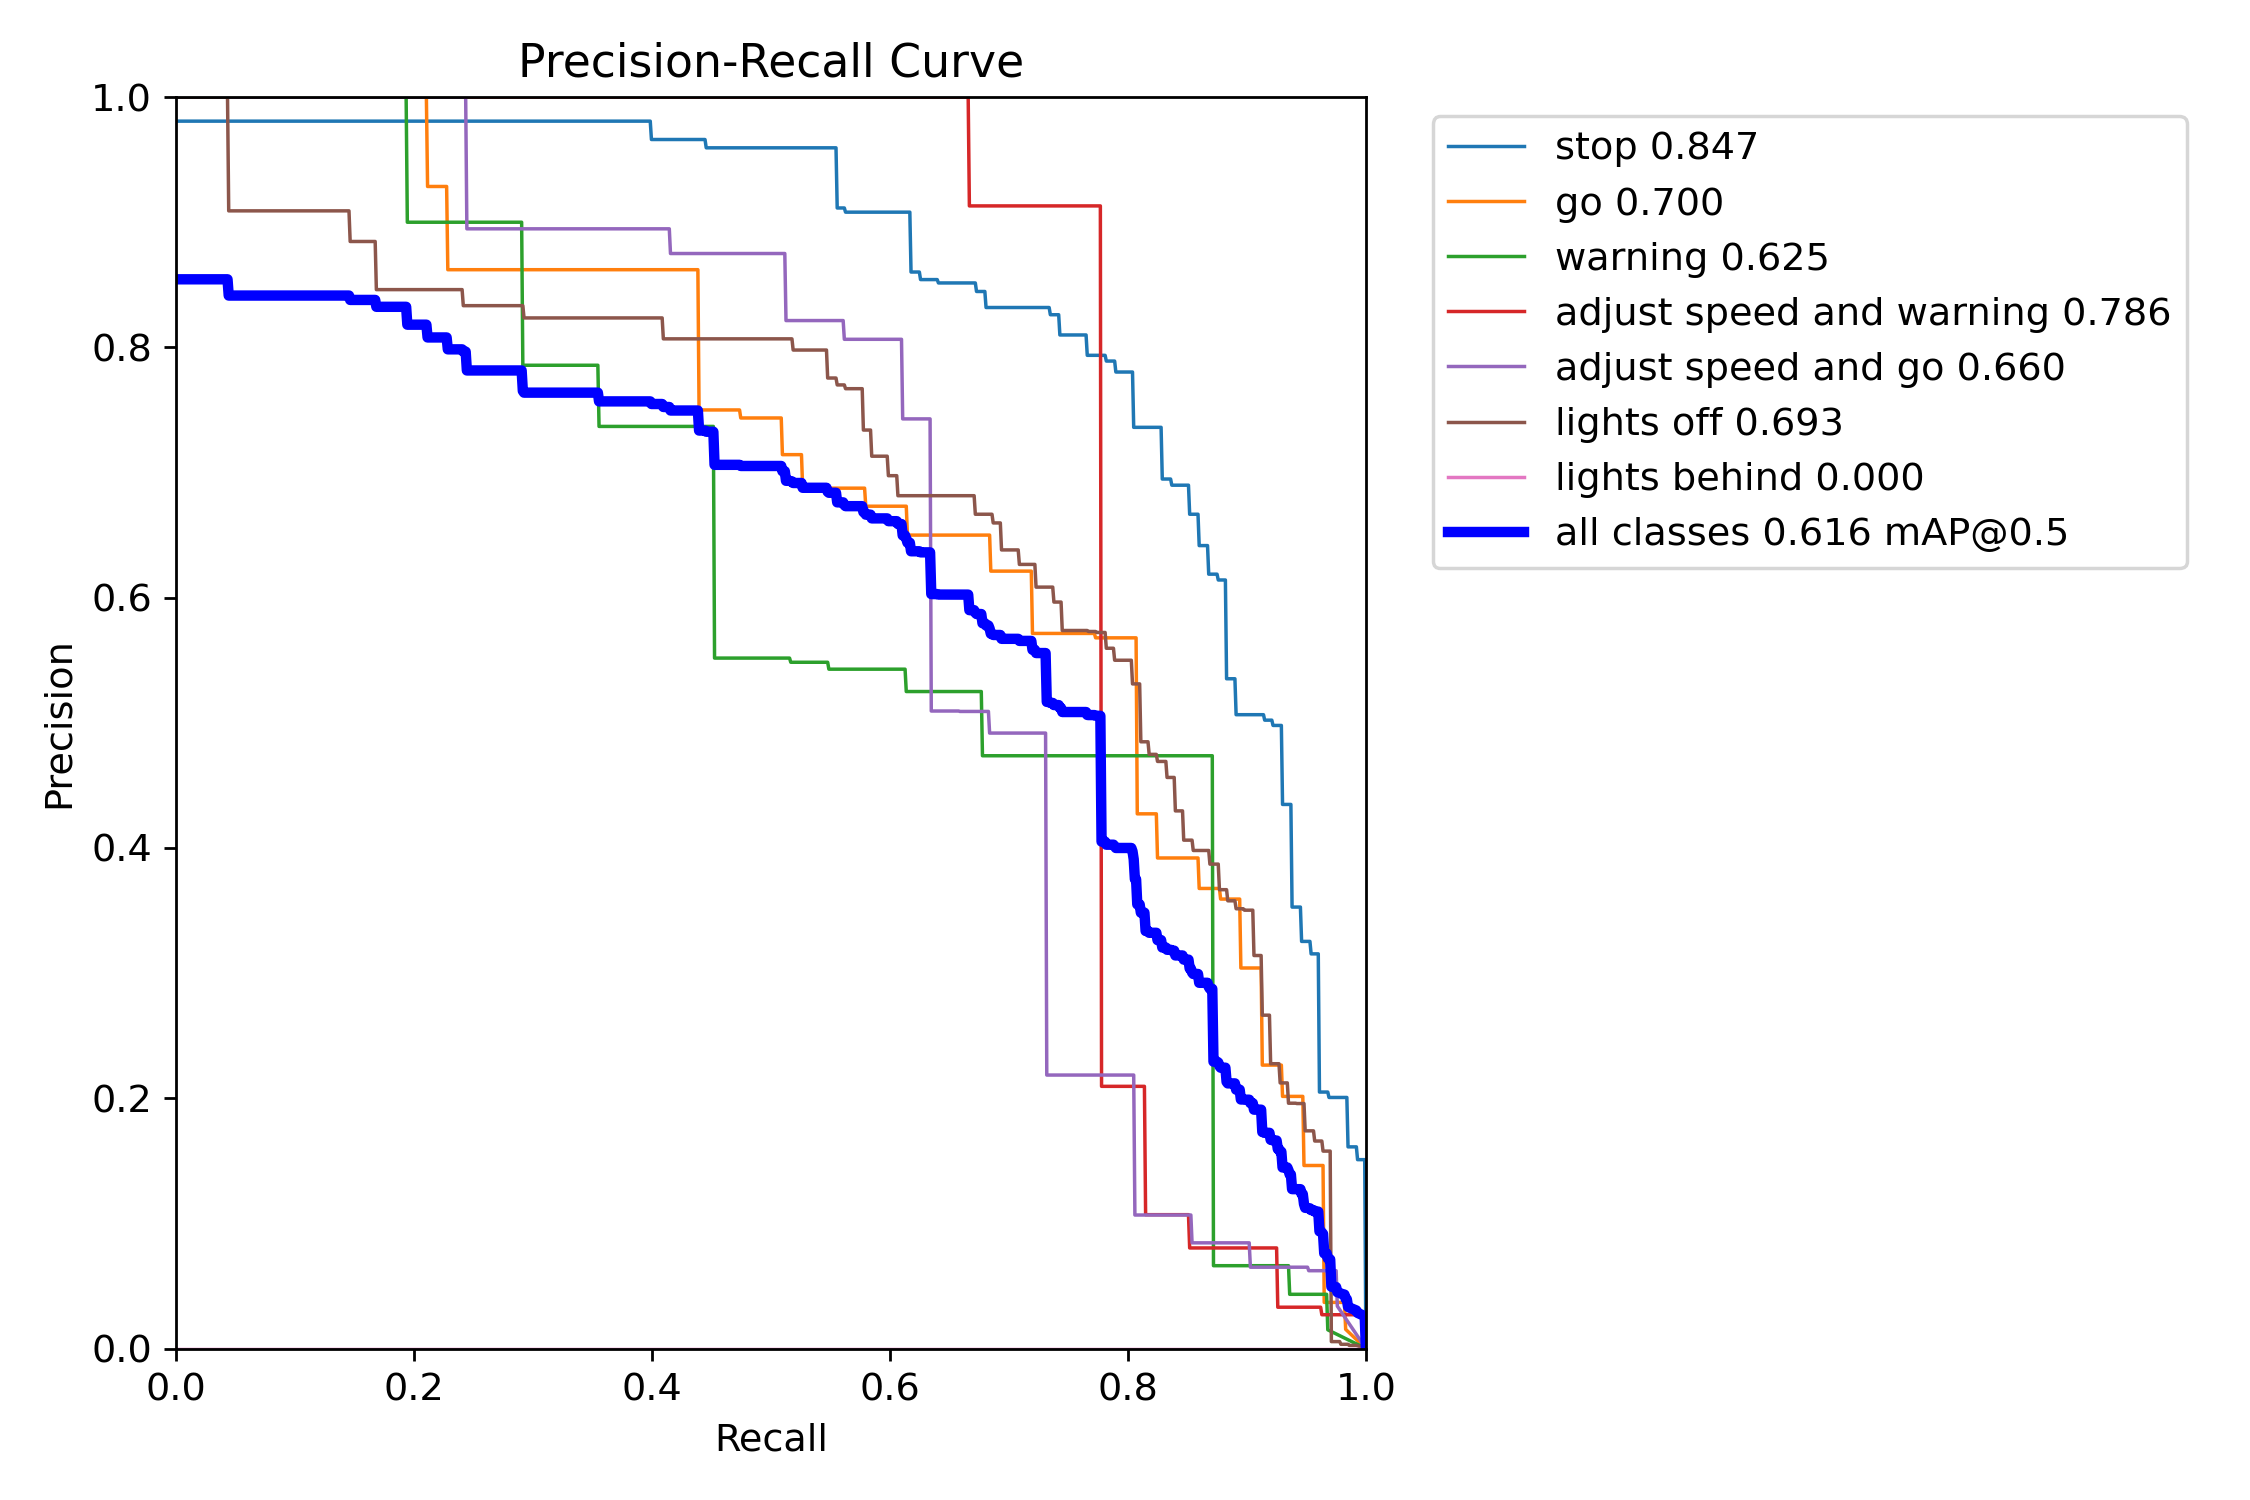 Precision-Recall Curve
1.0
0.8
0.6
0.4
0.2
0.0
Precision
0.0 0.2 0.4 0.6 0.8 1.0
Recall
stop 0.847
go 0.700
warning 0.625
adjust speed and warning 0.786
adjust speed and go 0.660
lights off 0.693
lights behind 0.000
all classes 0.616 mAP@0.5